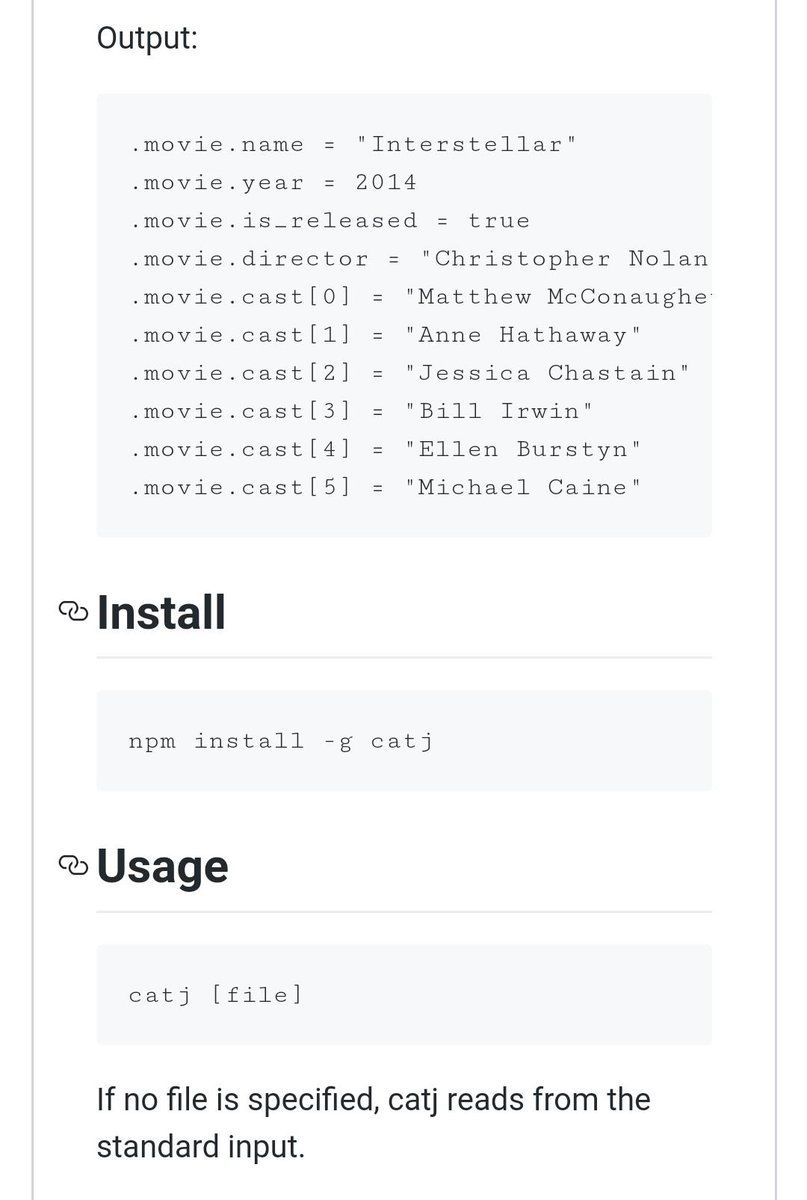 Output:
.movie.name = "Interstellar"
.movie.year = 2014
.movie.is_released = true
.movie.director = "Christopher Nolan
.movie.cast[0] = "Matthew McConaughe
.movie.cast[1] = "Anne Hathaway"
.movie.cast[2] = "Jessica Chastain"
.movie.cast[3] = "Bill Irwin"
.movie.cast[4] = "Ellen Burstyn"
.movie.cast[5] = "Michael Caine"
Install
npm install -g catj
Usage
catj [file]
If no file is specified, catj reads from the
standard input.